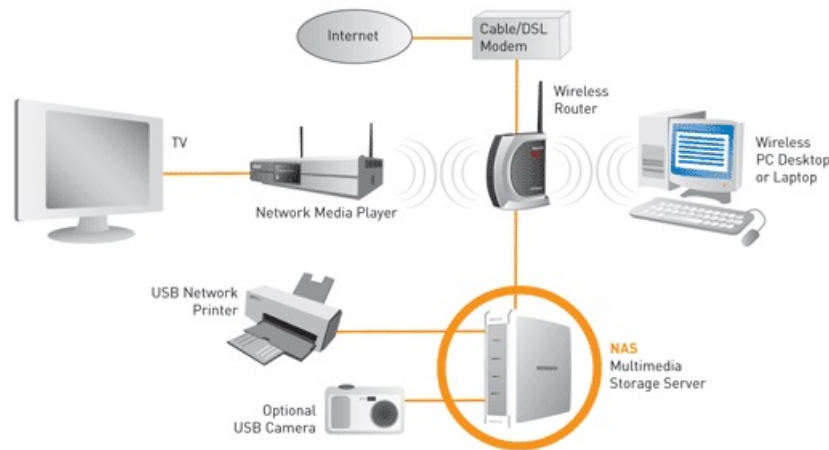 Internet
Cable/DSL
Modem
Wireless
Router
TV
Wireless
PC Desktop
or Laptop
Network Media Player
USB Network
Printer
NAS
Multimedia
Storage Server
Optional
USB Camera